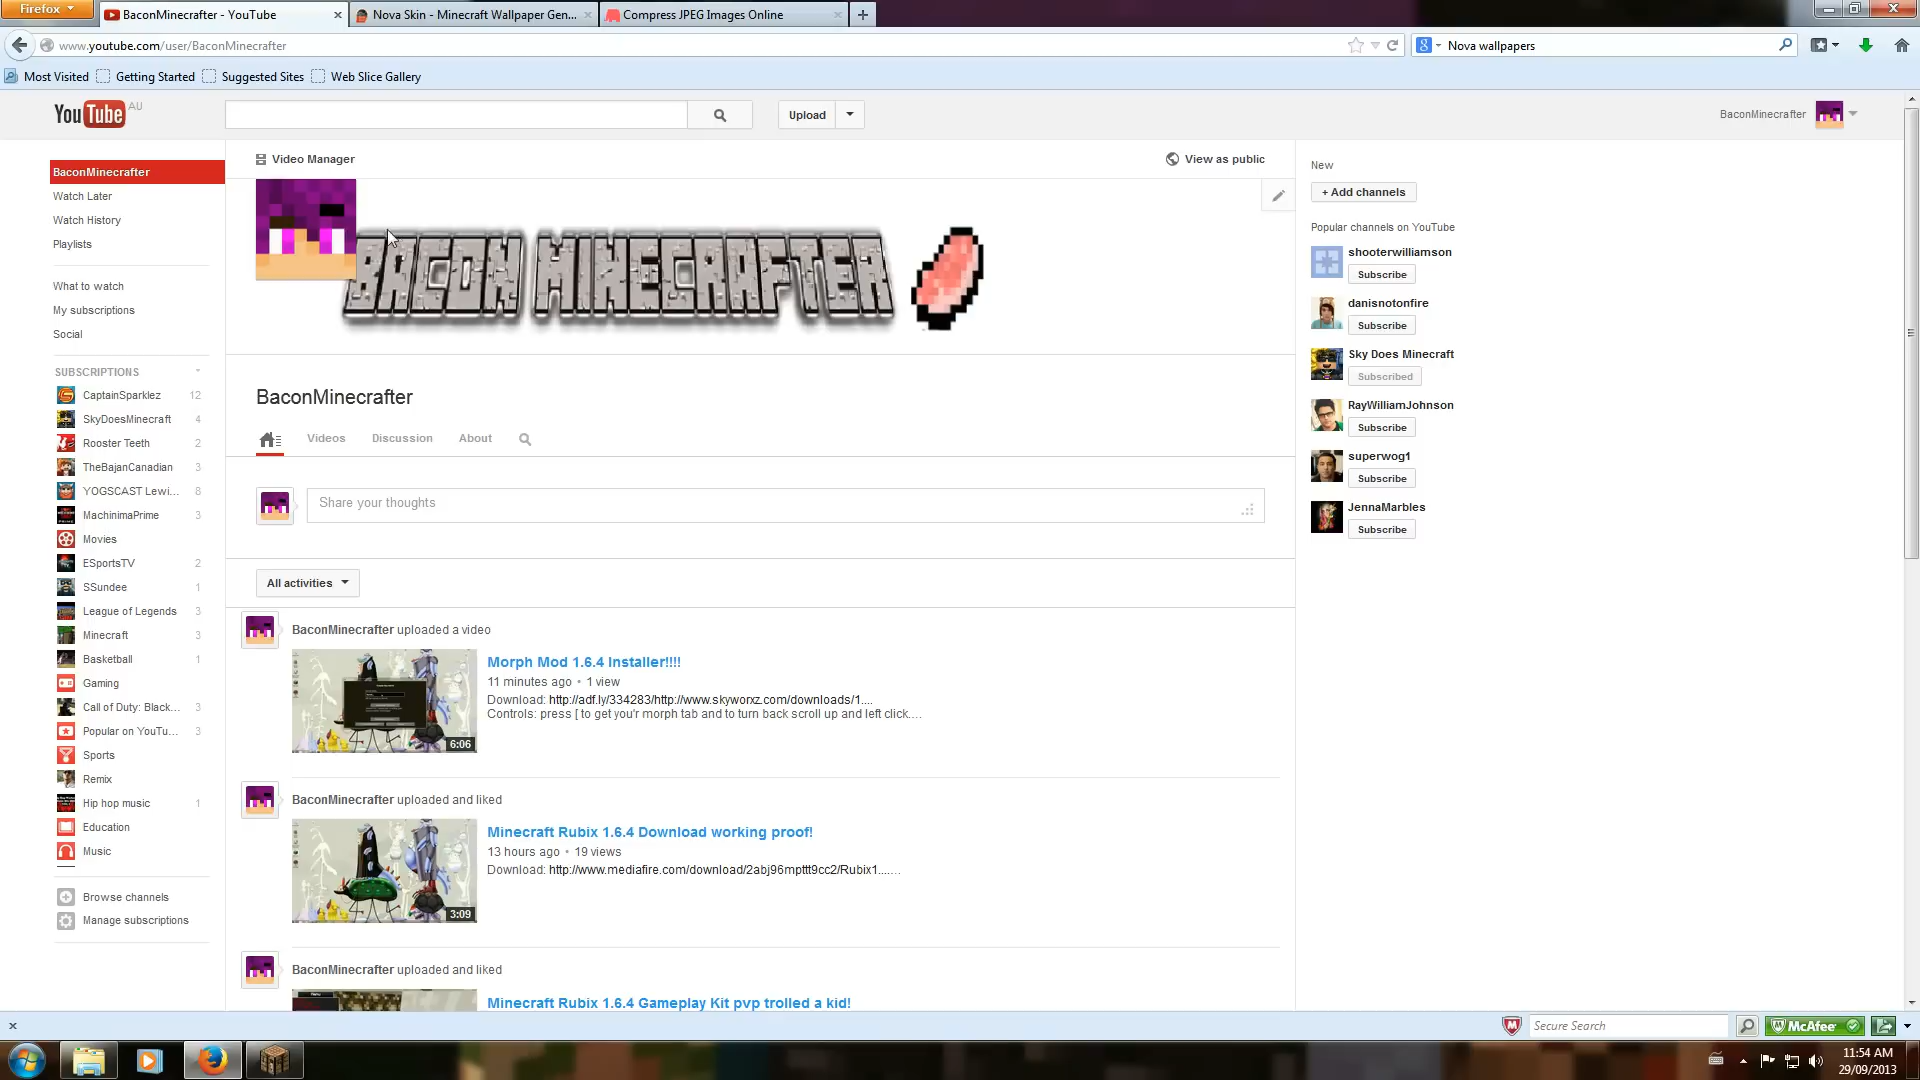 Firefox
BaconMinecrafter - YouTube
Nova Skin - Minecraft Wallpaper Gen...
Compress JPEG Images Online
www.youtube.com/user/BaconMinecrafter
Nova wallpapers
Most Visited
Getting Started
Suggested Sites
Web Slice Gallery
YouTube AU
Upload
BaconMinecrafter
BaconMinecrafter
Watch Later
Watch History
Playlists
What to watch
My subscriptions
Social
SUBSCRIPTIONS
CaptainSparklez 12
SkyDoesMinecraft 4
Rooster Teeth 2
TheBajanCanadian 3
YOGSCAST Lewi... 8
MachinimaPrime 3
Movies
ESportsTV 2
SSundee 1
League of Legends 3
Minecraft 3
Basketball 1
Gaming
Call of Duty: Black... 3
Popular on YouTu... 3
Sports
Remix
Hip hop music 1
Education
Music
Browse channels
Manage subscriptions
Video Manager
View as public
BACON MINECRAFTER
BaconMinecrafter
Videos
Discussion
About
Share your thoughts
All activities
BaconMinecrafter uploaded a video
Morph Mod 1.6.4 Installer!!!!
11 minutes ago • 1 view
Download: http://adf.ly/334283/http://www.skyworxz.com/downloads/1....
Controls: press [ to get you'r morph tab and to turn back scroll up and left click....
6:06
BaconMinecrafter uploaded and liked
Minecraft Rubix 1.6.4 Download working proof!
13 hours ago • 19 views
Download: http://www.mediafire.com/download/2abj96mpttt9cc2/Rubix1.......
3:09
BaconMinecrafter uploaded and liked
Minecraft Rubix 1.6.4 Gameplay Kit pvp trolled a kid!
New
+ Add channels
Popular channels on YouTube
shooterwilliamson
Subscribe
danisnotonfire
Subscribe
Sky Does Minecraft
Subscribed
RayWilliamJohnson
Subscribe
superwog1
Subscribe
JennaMarbles
Subscribe
Secure Search
McAfee
11:54 AM
29/09/2013